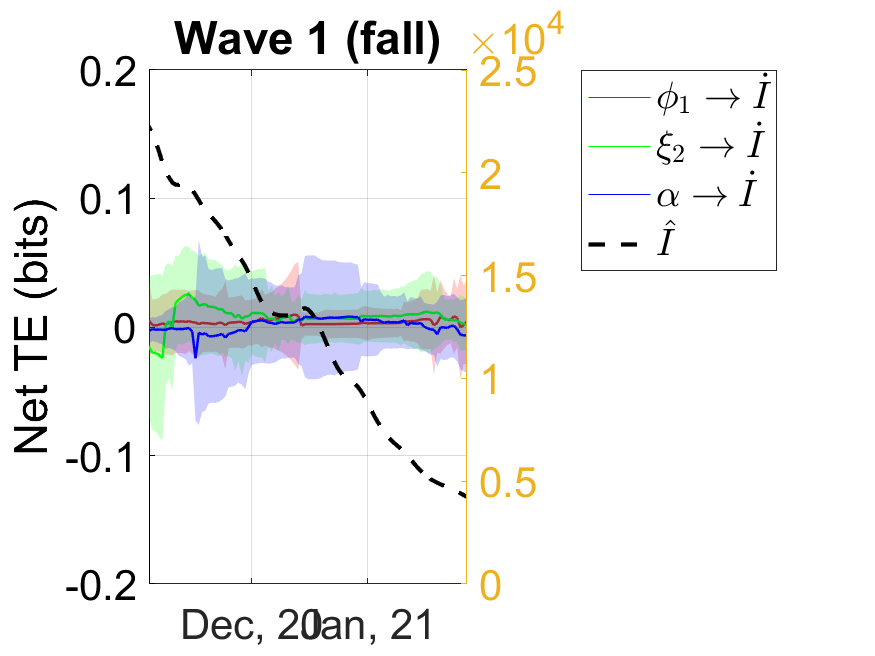 Wave 1 (fall)
×10⁴
0.2
0.1
0
-0.1
-0.2
Net TE (bits)
2.5
2
1.5
1
0.5
0
Dec, 20
Jan, 21
ϕ₁ → İ
ξ₂ → İ
α → İ
Î